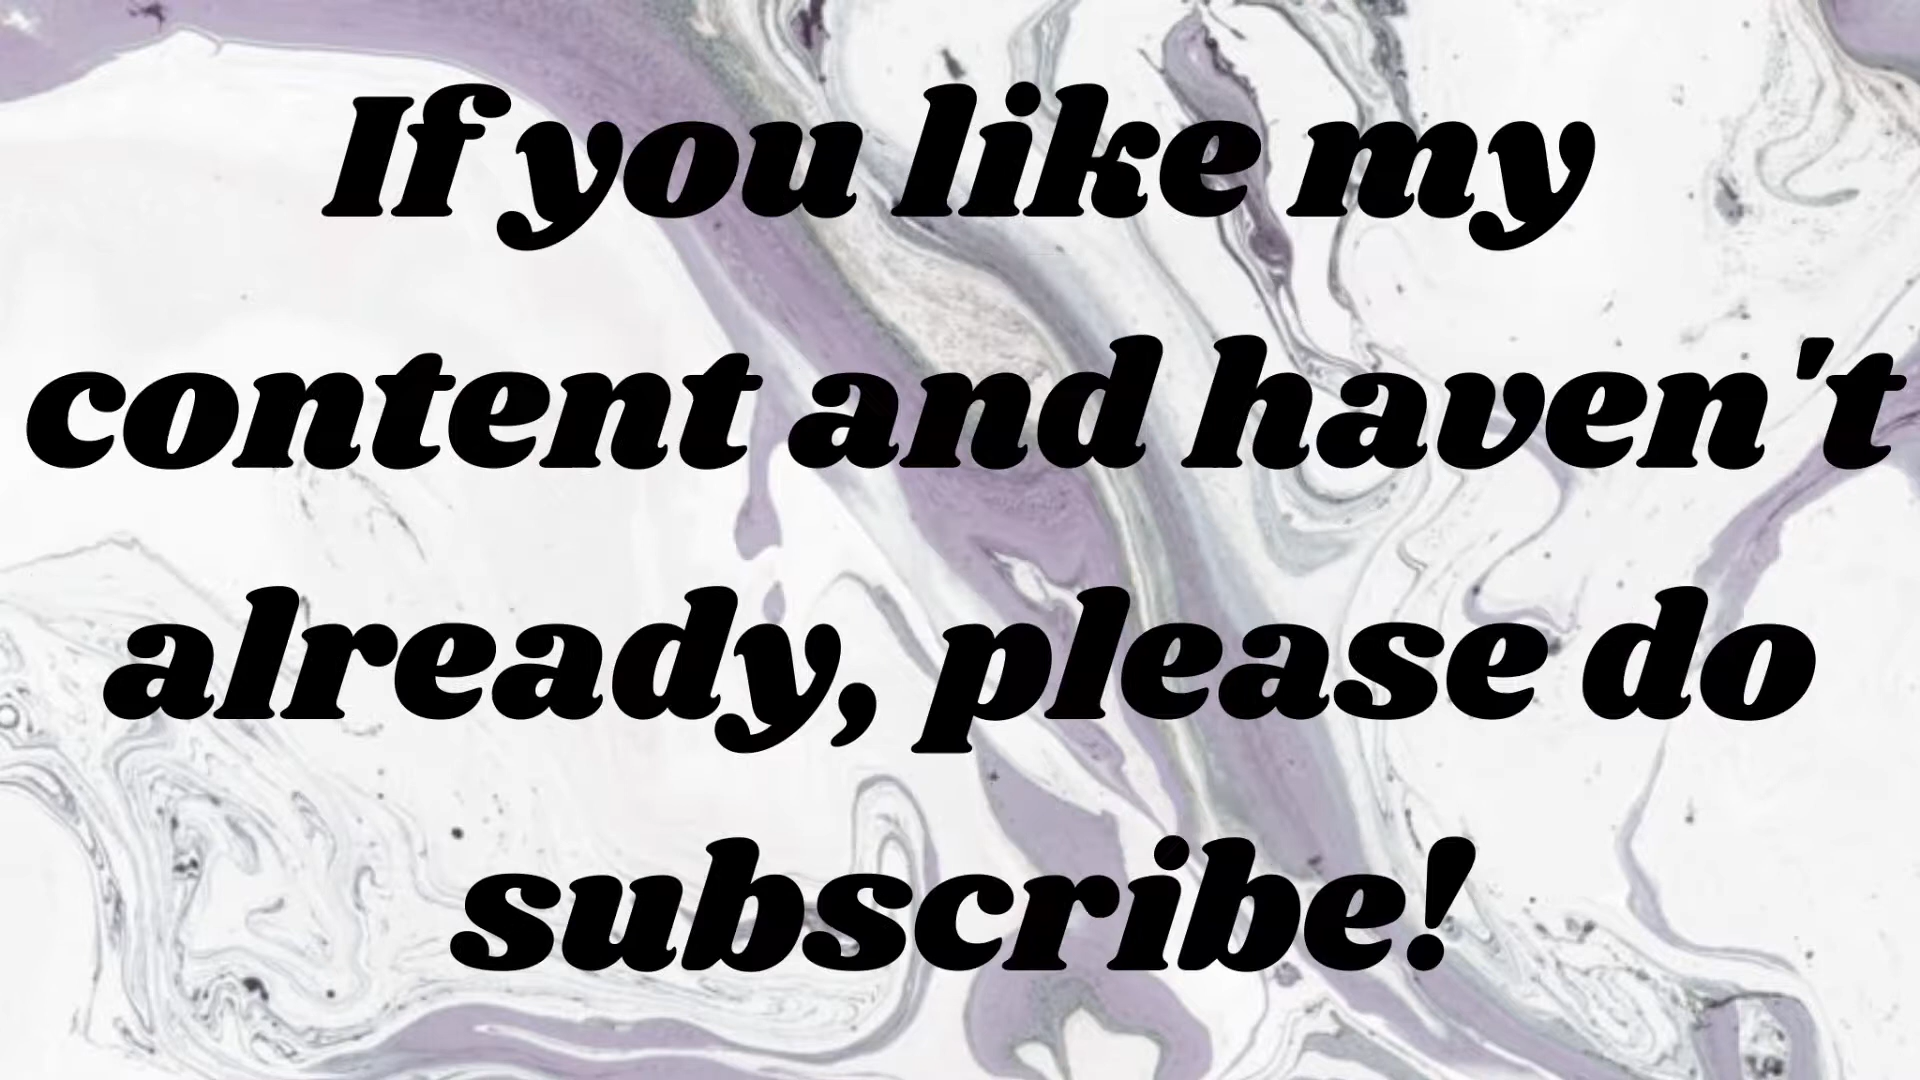 If you like my
content and haven't
already, please do
subscribe!